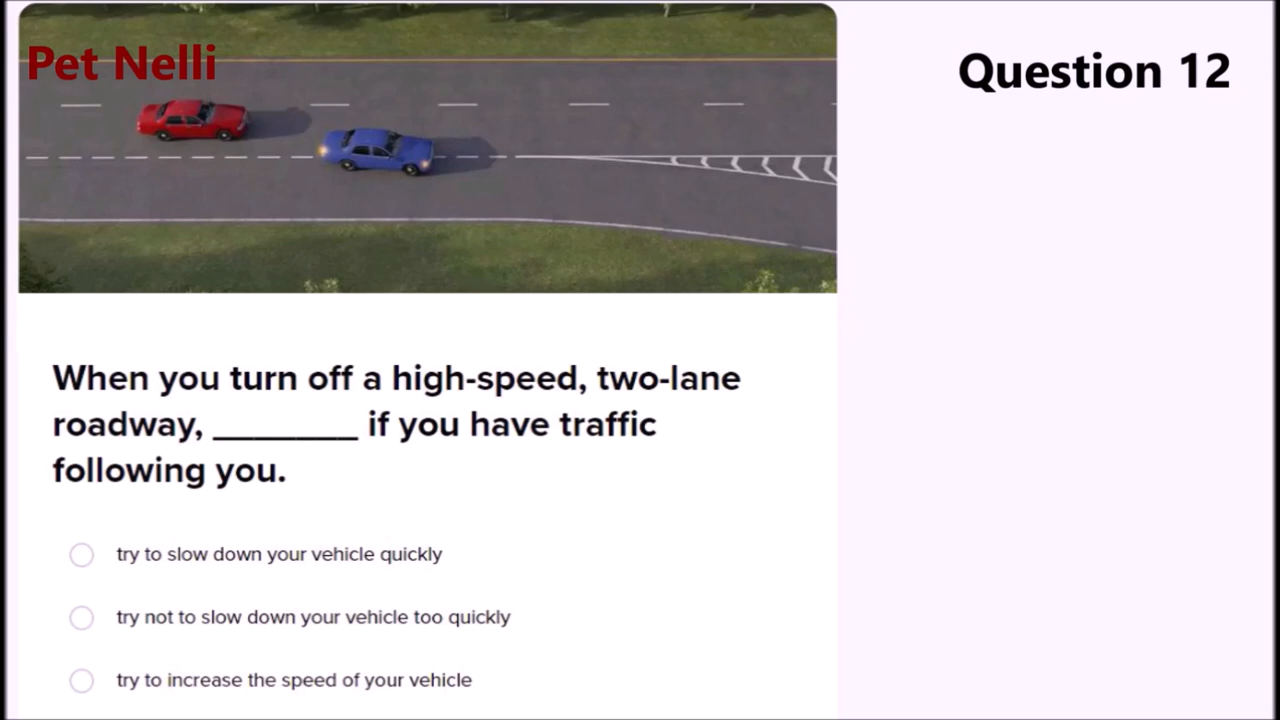 Pet Nelli
Question 12
When you turn off a high-speed, two-lane
roadway, ________ if you have traffic
following you.
try to slow down your vehicle quickly
try not to slow down your vehicle too quickly
try to increase the speed of your vehicle